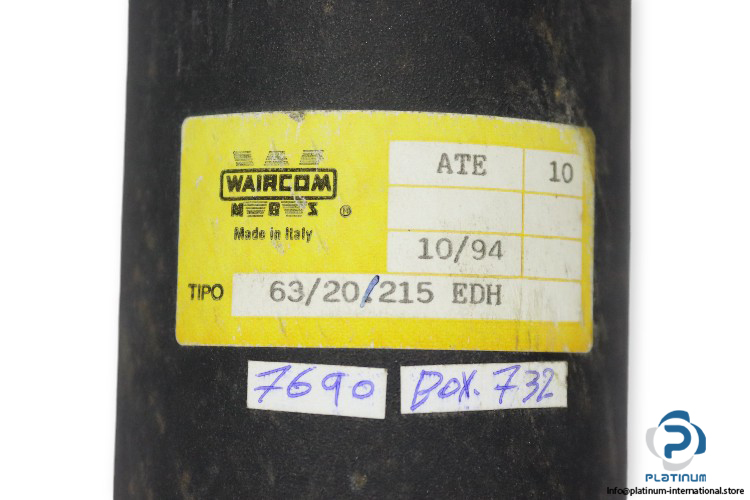 WAIRCOM
M B S ®
Made in Italy
ATE 10
10/94
TIPO 63/20/215 EDH
7690 BOX.732
PLATINUM
info@platinum-international.store